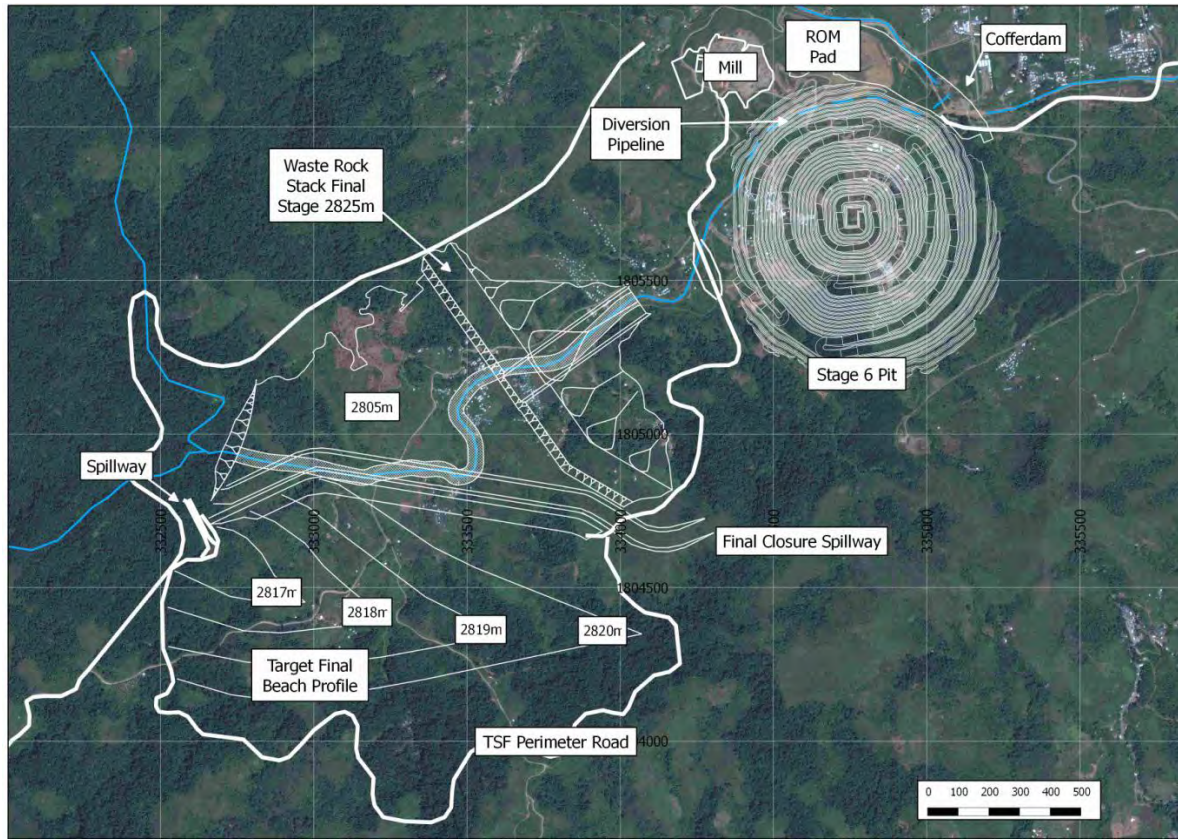 ROM
Pad
Cofferdam
Mill
Diversion
Pipeline
Waste Rock
Stack Final
Stage 2825m
1805500
Stage 6 Pit
2805m
1805000
Spillway
332500
333000
333500
334000
335000
335500
Final Closure Spillway
1804500
2817m
2818m
2819m
2820m
Target Final
Beach Profile
TSF Perimeter Road
0 100 200 300 400 500